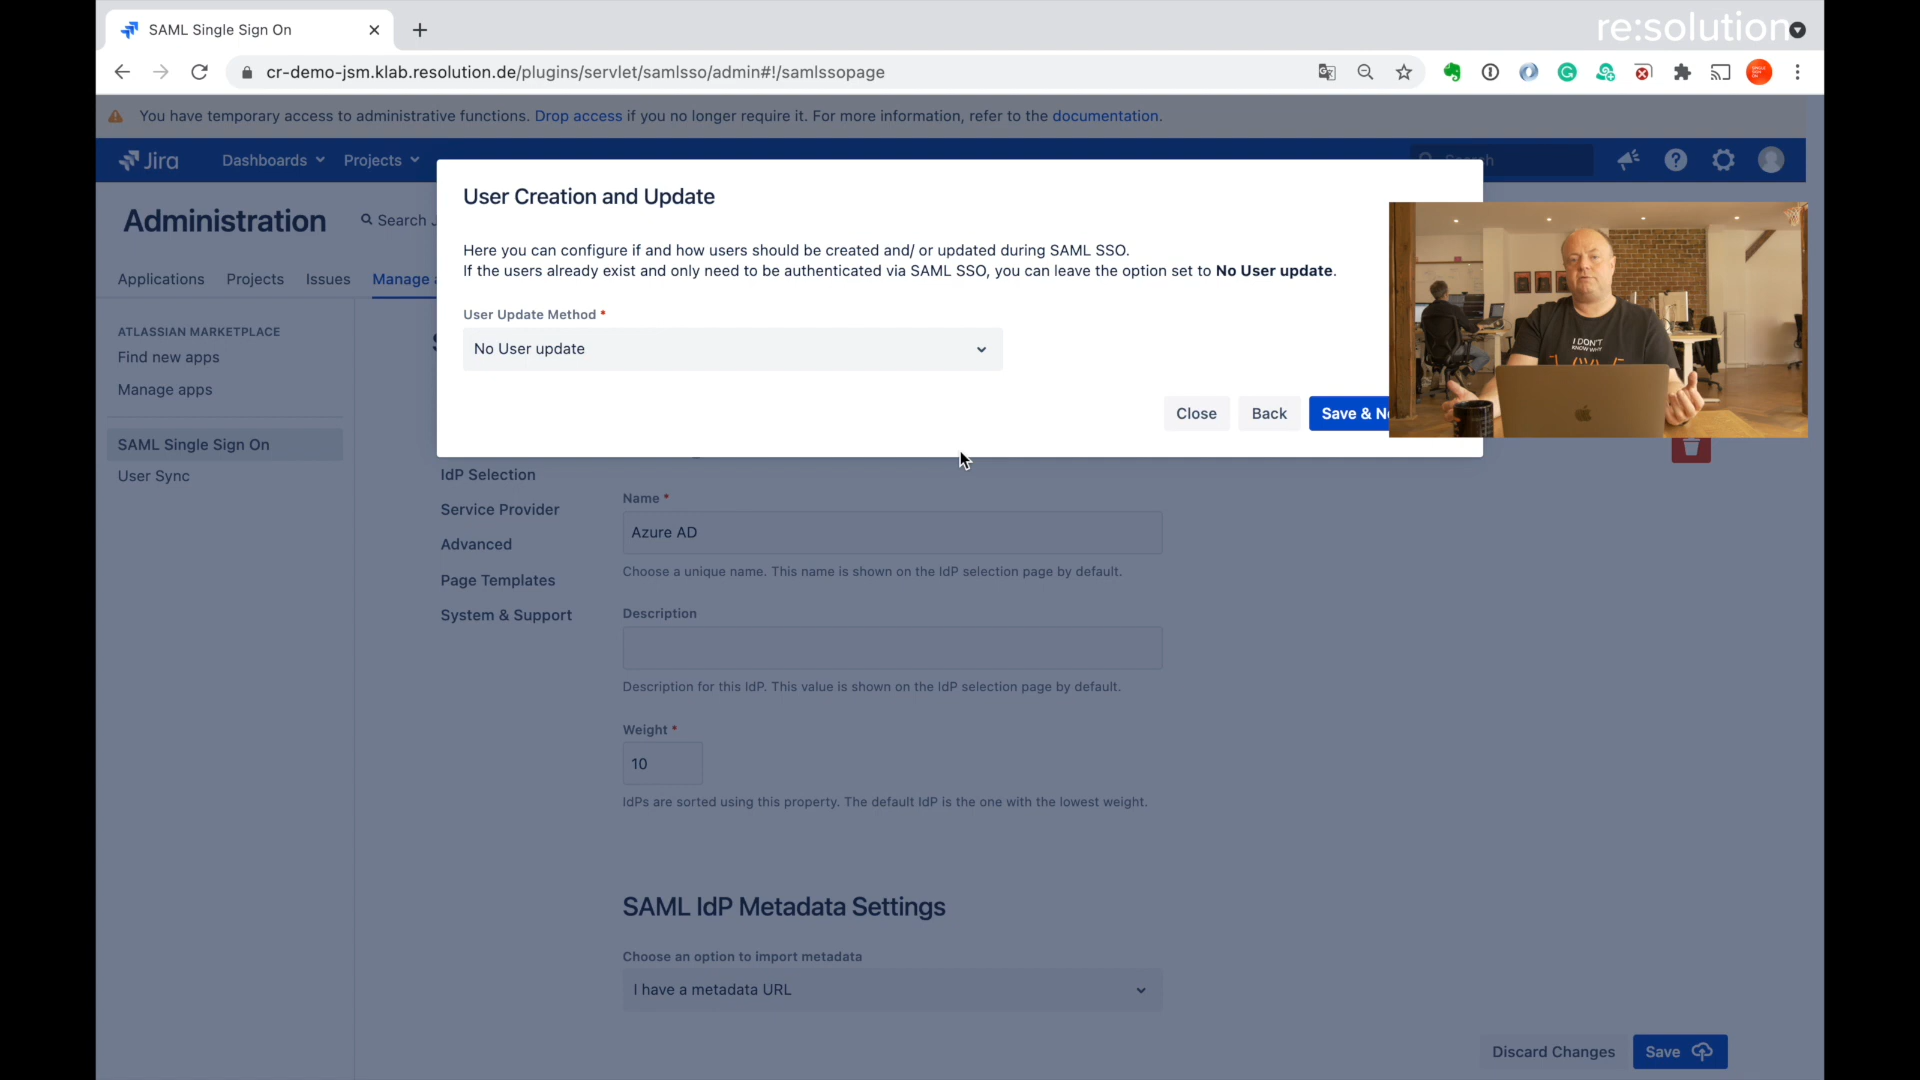 SAML Single Sign On
re:solution
cr-demo-jsm.klab.resolution.de/plugins/servlet/samlsso/admin#!/samlssopage
You have temporary access to administrative functions. Drop access if you no longer require it. For more information, refer to the documentation.
Jira
Dashboards
Projects
User Creation and Update
Here you can configure if and how users should be created and/ or updated during SAML SSO.
If the users already exist and only need to be authenticated via SAML SSO, you can leave the option set to No User update.
User Update Method *
No User update
Close
Back
Save &
I DON'T
KNOW WHY
Administration
Search
Applications
Projects
Issues
Manage
ATLASSIAN MARKETPLACE
Find new apps
Manage apps
SAML Single Sign On
User Sync
IdP Selection
Service Provider
Advanced
Page Templates
System & Support
Name *
Azure AD
Choose a unique name. This name is shown on the IdP selection page by default.
Description
Description for this IdP. This value is shown on the IdP selection page by default.
Weight *
10
IdPs are sorted using this property. The default IdP is the one with the lowest weight.
SAML IdP Metadata Settings
Choose an option to import metadata
I have a metadata URL
Discard Changes
Save